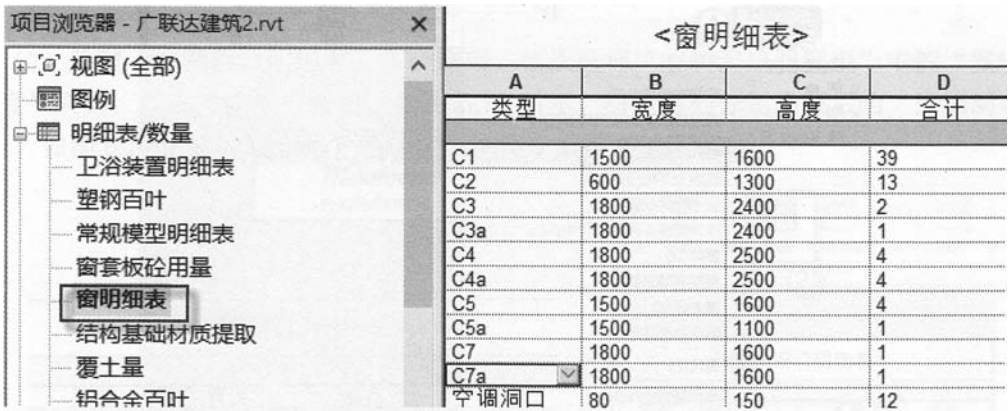 项目浏览器 - 广联达建筑2.rvt
视图 (全部)
图例
明细表/数量
卫浴装置明细表
塑钢百叶
常规模型明细表
窗套板砼用量
窗明细表
结构基础材质提取
覆土量
铝合金百叶
<窗明细表>
A B C D
类型 宽度 高度 合计
C1 1500 1600 39
C2 600 1300 13
C3 1800 2400 2
C3a 1800 2400 1
C4 1800 2500 4
C4a 1800 2500 4
C5 1500 1600 4
C5a 1500 1100 1
C7 1800 1600 1
C7a 1800 1600 1
空调洞口 80 150 12